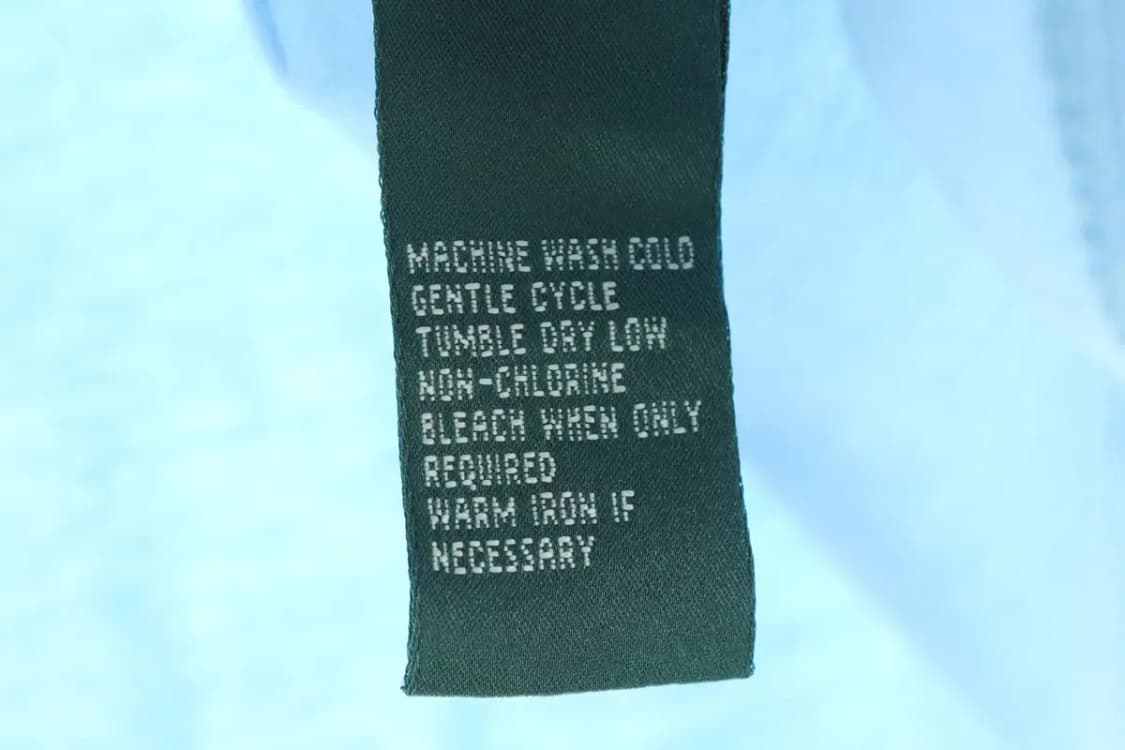 MACHINE WASH COLD
GENTLE CYCLE
TUMBLE DRY LOW
NON-CHLORINE
BLEACH WHEN ONLY
REQUIRED
WARM IRON IF
NECESSARY